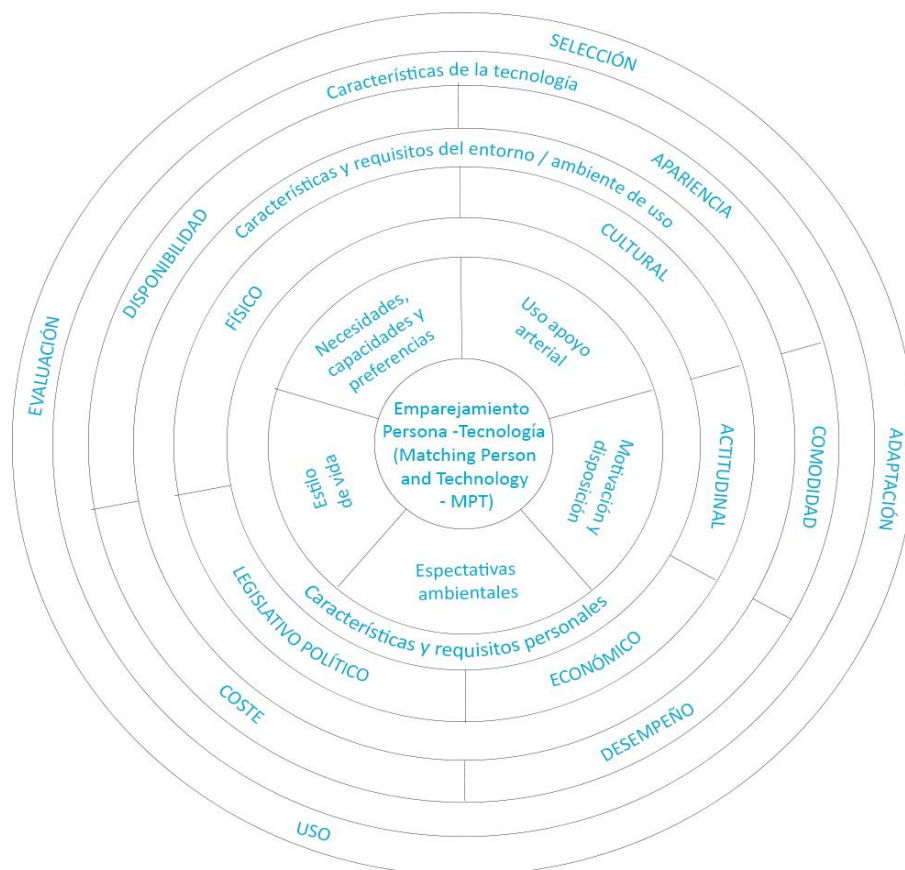 SELECCIÓN
Características de la tecnología
APARIENCIA
Características y requisitos del entorno / ambiente de uso
DISPONIBILIDAD
CULTURAL
FÍSICO
Necesidades,
capacidades y
preferencias
Uso apoyo
arterial
EVALUACIÓN
Emparejamiento
Persona -Tecnología
(Matching Person
and Technology
- MPT)
Motivación y
disposición
ACTITUDINAL
COMODIDAD
ADAPTACIÓN
Estilo
de vida
Espectativas
ambientales
Características y requisitos personales
LEGISLATIVO POLÍTICO
ECONÓMICO
COSTE
DESEMPEÑO
USO